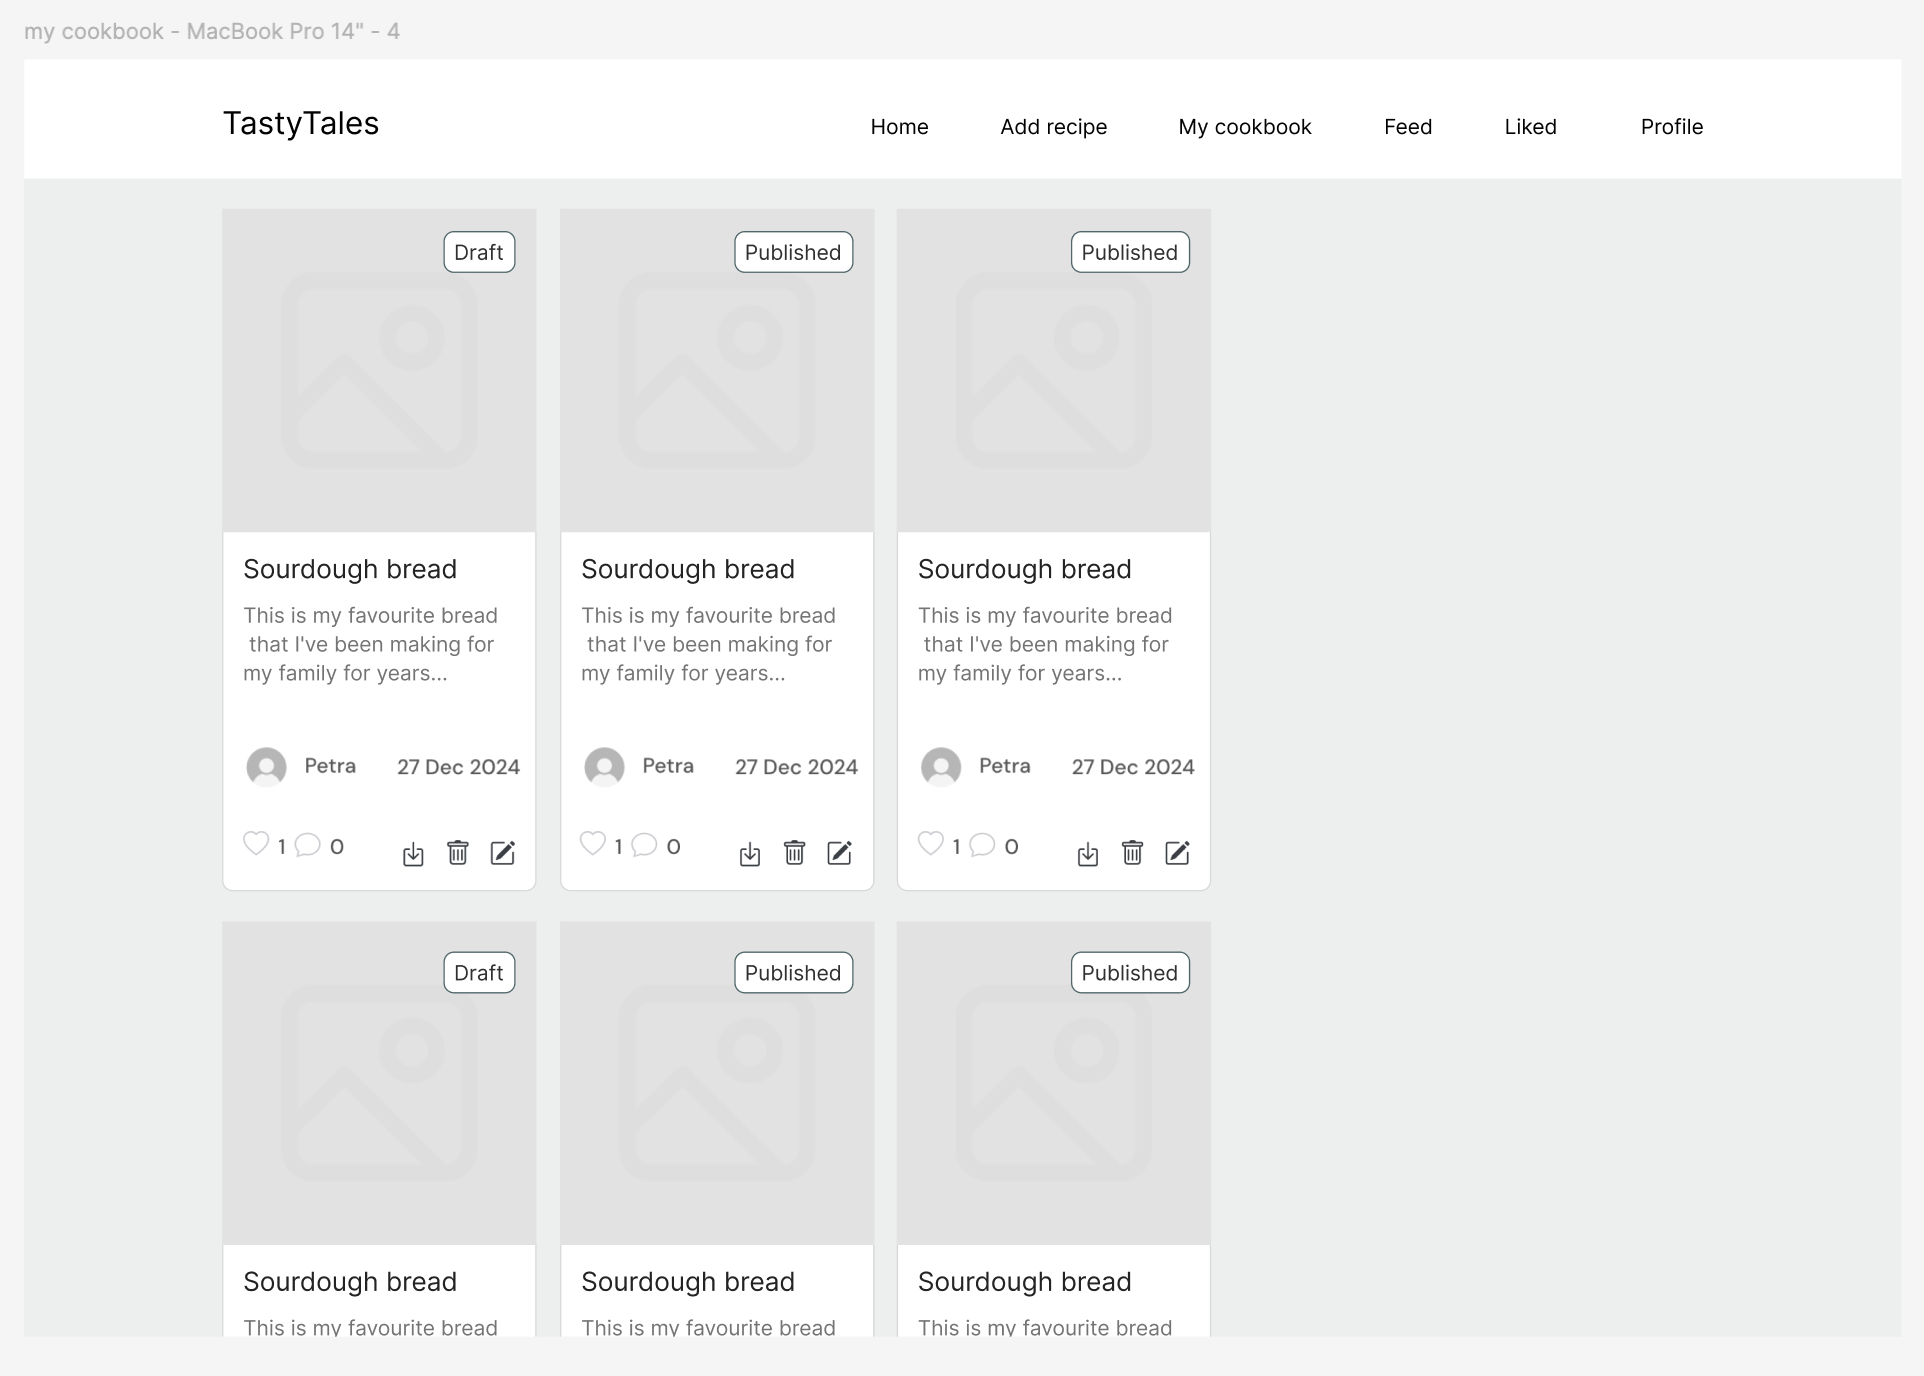 my cookbook - MacBook Pro 14" - 4
TastyTales
Home
Add recipe
My cookbook
Feed
Liked
Profile
Draft
Sourdough bread
This is my favourite bread
that I've been making for
my family for years...
Petra
27 Dec 2024
1
0
Published
Sourdough bread
This is my favourite bread
that I've been making for
my family for years...
Petra
27 Dec 2024
1
0
Published
Sourdough bread
This is my favourite bread
that I've been making for
my family for years...
Petra
27 Dec 2024
1
0
Draft
Sourdough bread
This is my favourite bread
Published
Sourdough bread
This is my favourite bread
Published
Sourdough bread
This is my favourite bread